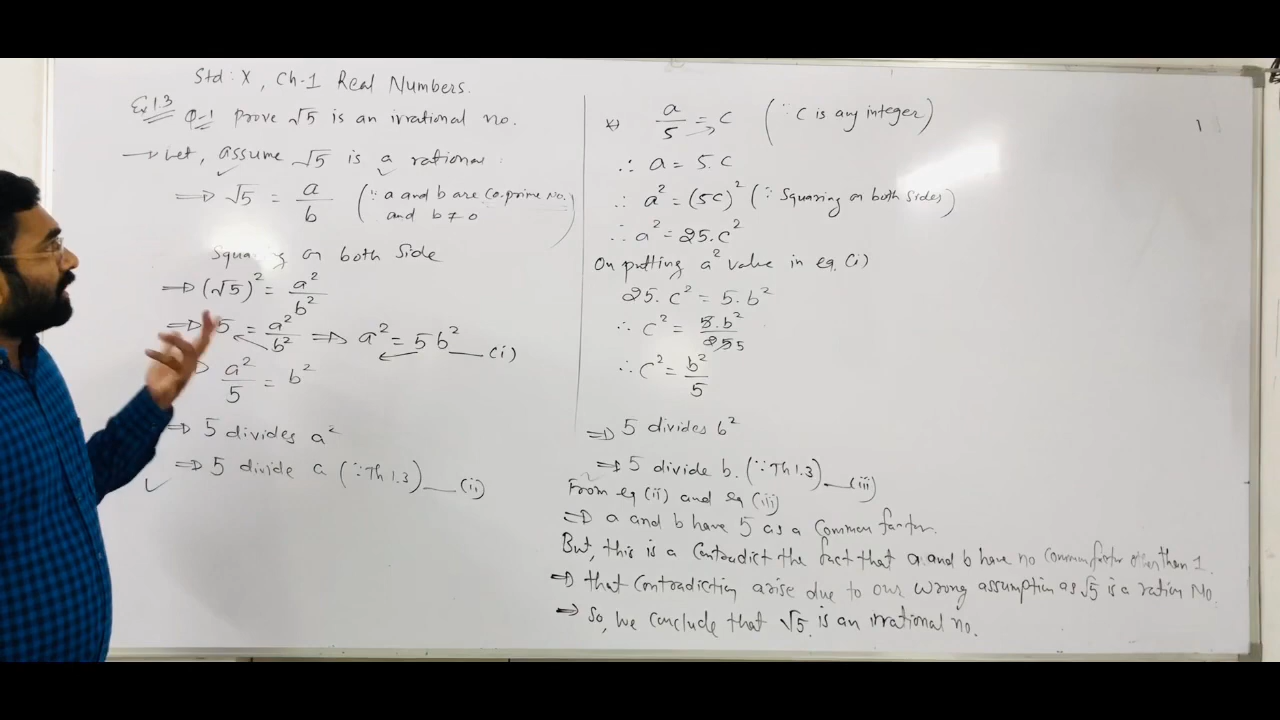 Std : X , Ch-1 Real Numbers.
Ex 1.3 Q-1 prove √5 is an irrational no.
→ Let, assume √5 is a rational.
⇒ √5 = a/b (∵ a and b are Co.prime No. and b ≠ 0)
Squaring on both Side
⇒ (√5)² = a²/b²
⇒ 5 = a²/b² ⇒ a² = 5b² — (i)
a²/5 = b²
⇒ 5 divides a²
⇒ 5 divide a (∵ Th 1.3) — (ii)
* a/5 = c (∵ C is any integer)
∴ a = 5.c
∴ a² = (5c)² (∵ Squaring on both sides)
∴ a² = 25.c²
On putting a² value in eq. (i)
25.c² = 5.b²
∴ c² = 5.b²/25 5
∴ c² = b²/5
⇒ 5 divides b²
⇒ 5 divide b. (∵ Th 1.3) — (iii)
From eq (ii) and eq (iii)
⇒ a and b have 5 as a common factor.
But, this is a Contradict the fact that a and b have no common factor other than 1.
⇒ that contradiction arise due to our wrong assumption as √5 is a ration No.
⇒ So, We conclude that √5 is an irrational no.
1